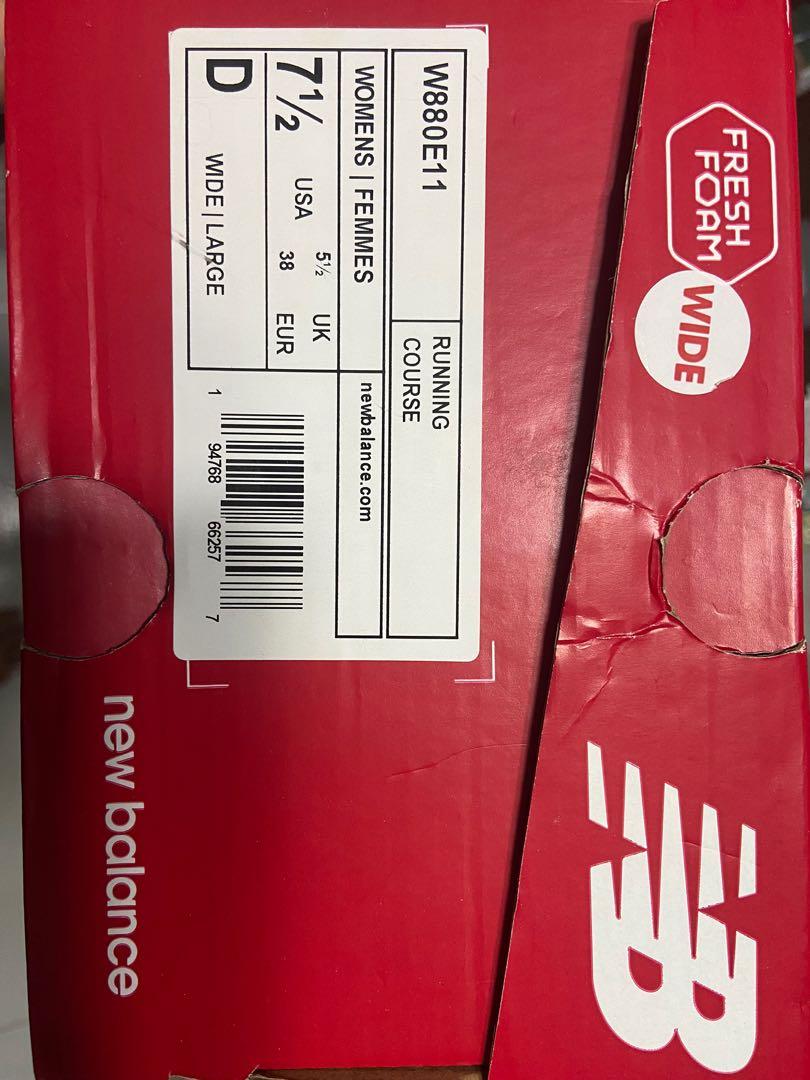 FRESH
FOAM
WIDE
W880E11
RUNNING
COURSE
WOMENS | FEMMES
newbalance.com
7½ USA
5½ UK
38 EUR
D WIDE | LARGE
1 94768 66257 7
NB
new balance